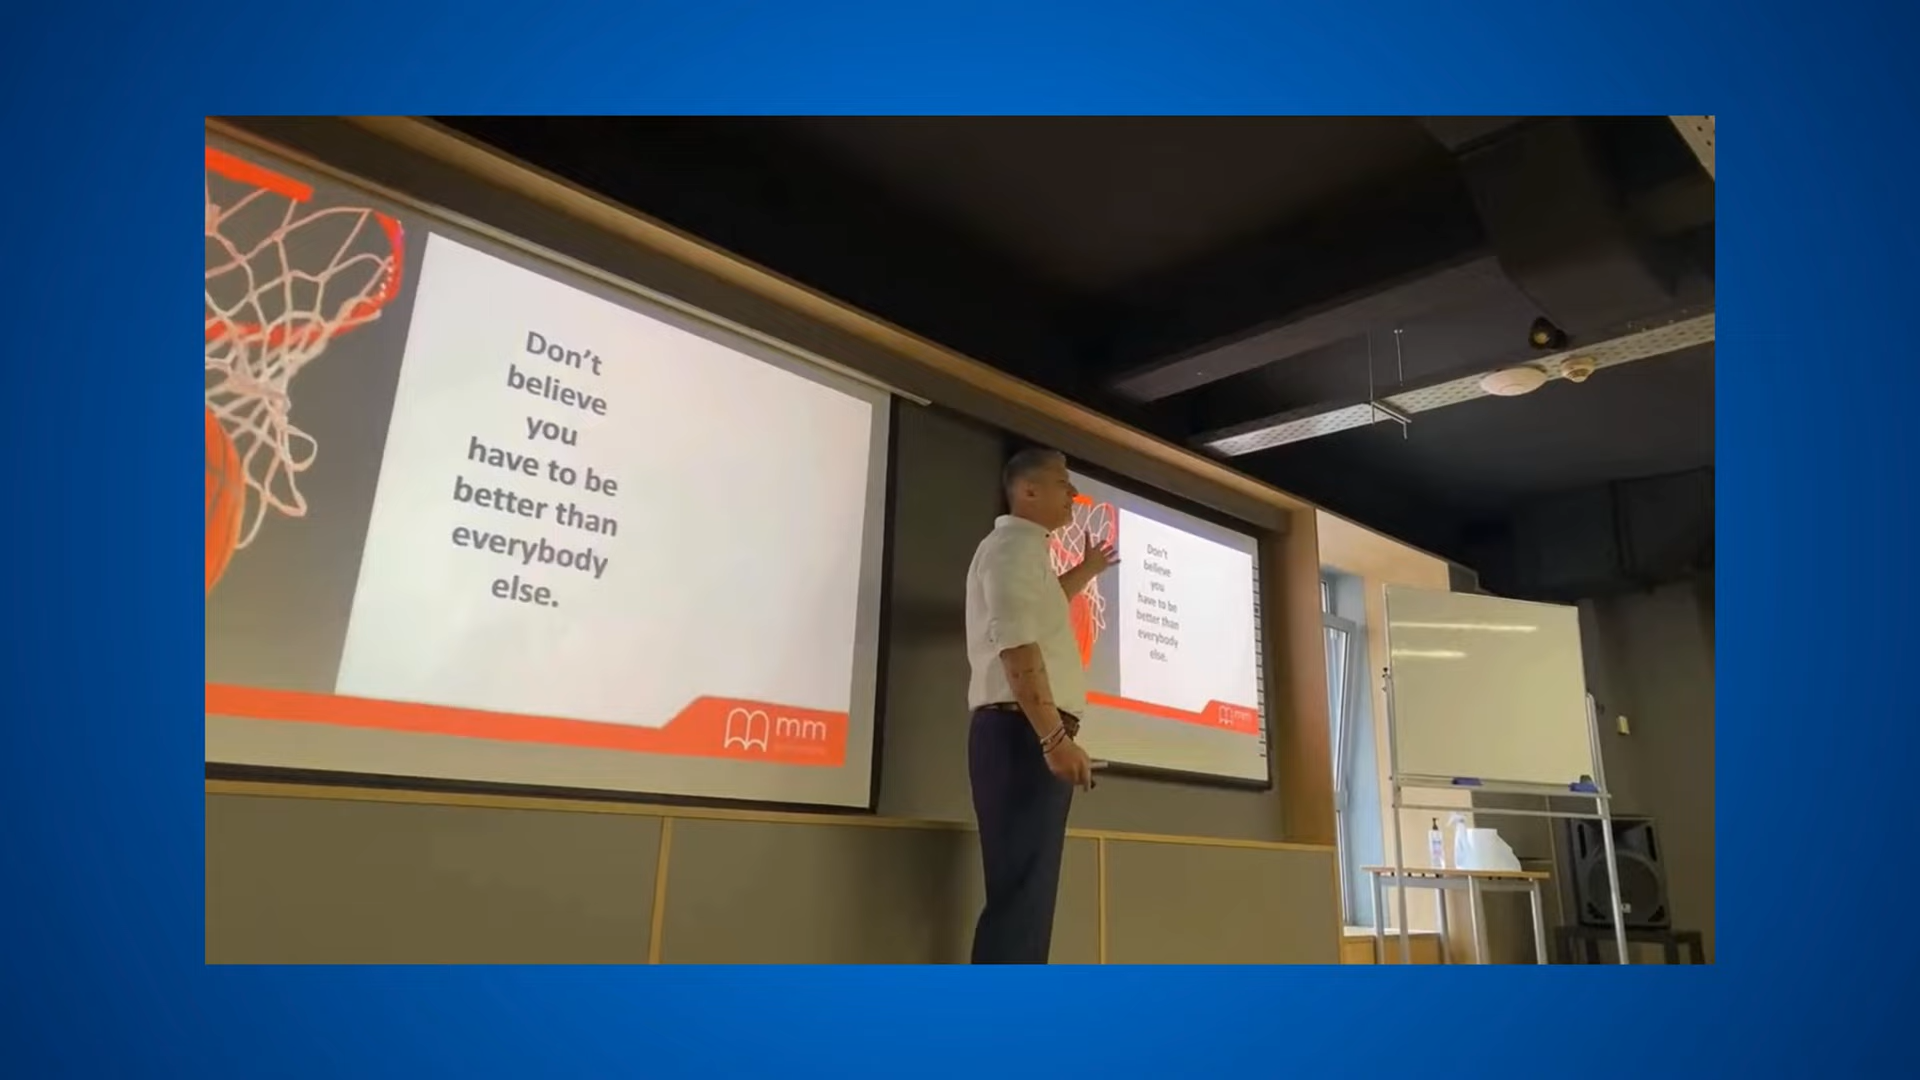 Don't
believe
you
have to be
better than
everybody
else.
mm
Don't
believe
you
have to be
better than
everybody
else.
mm